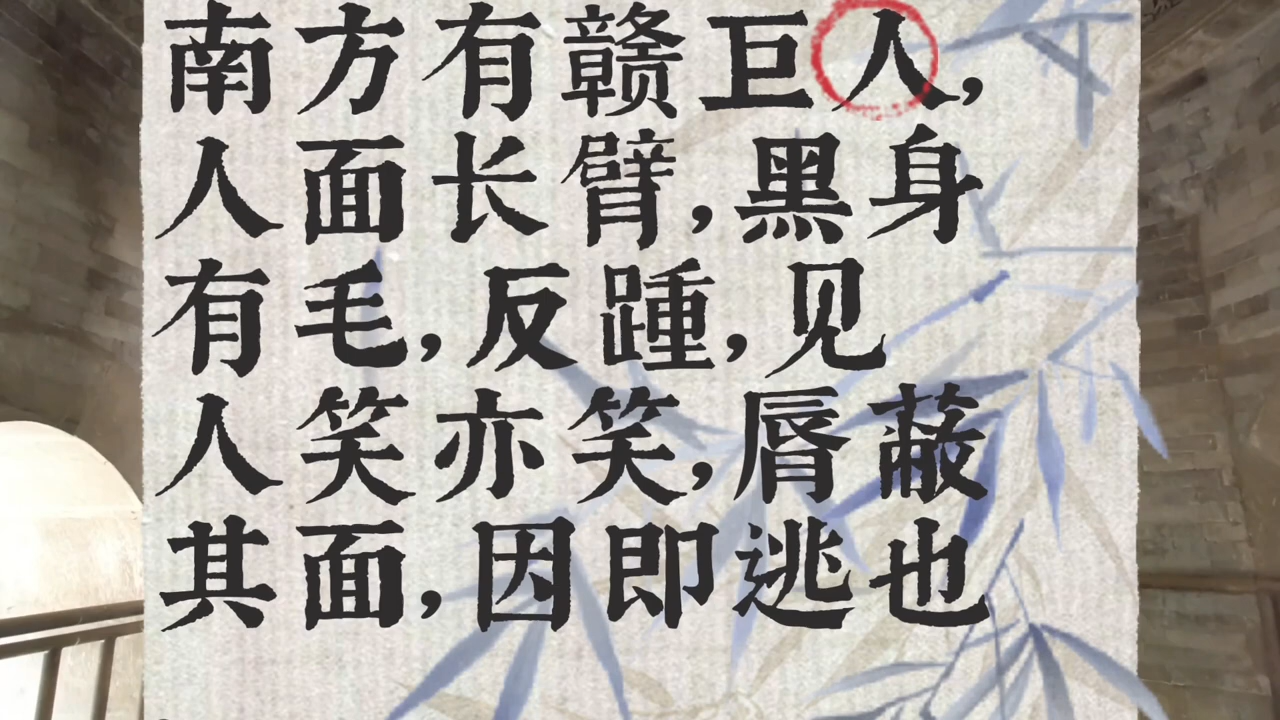 南方有赣巨人，
人面长臂，黑身
有毛，反踵，见
人笑亦笑，唇蔽
其面，因即逃也